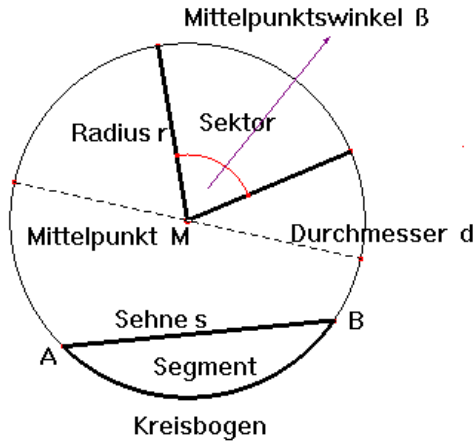 Mittelpunktswinkel ß
Radius r
Sektor
Mittelpunkt M
Durchmesser d
Sehne s
B
A
Segment
Kreisbogen